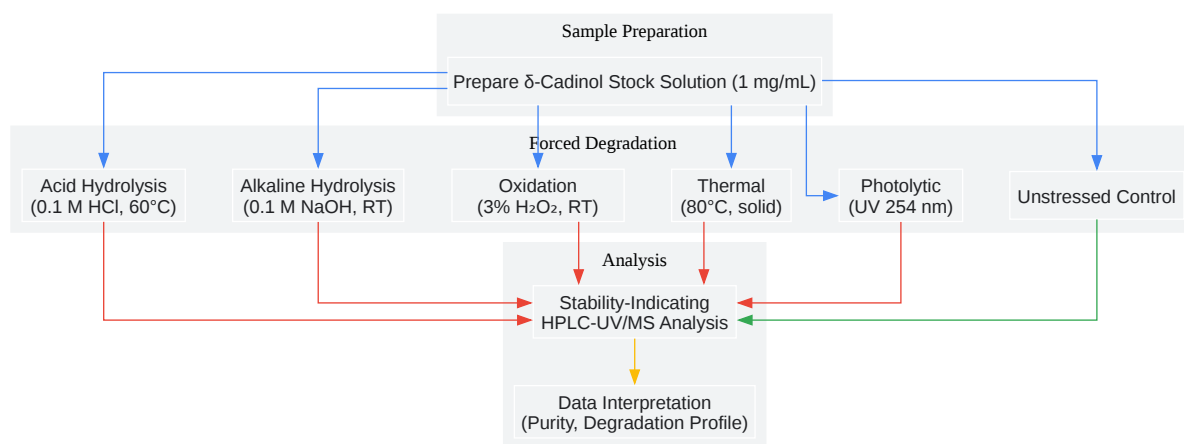 Sample Preparation
Prepare δ-Cadinol Stock Solution (1 mg/mL)
Forced Degradation
Acid Hydrolysis
(0.1 M HCl, 60°C)
Alkaline Hydrolysis
(0.1 M NaOH, RT)
Oxidation
(3% H₂O₂, RT)
Thermal
(80°C, solid)
Photolytic
(UV 254 nm)
Unstressed Control
Analysis
Stability-Indicating
HPLC-UV/MS Analysis
Data Interpretation
(Purity, Degradation Profile)